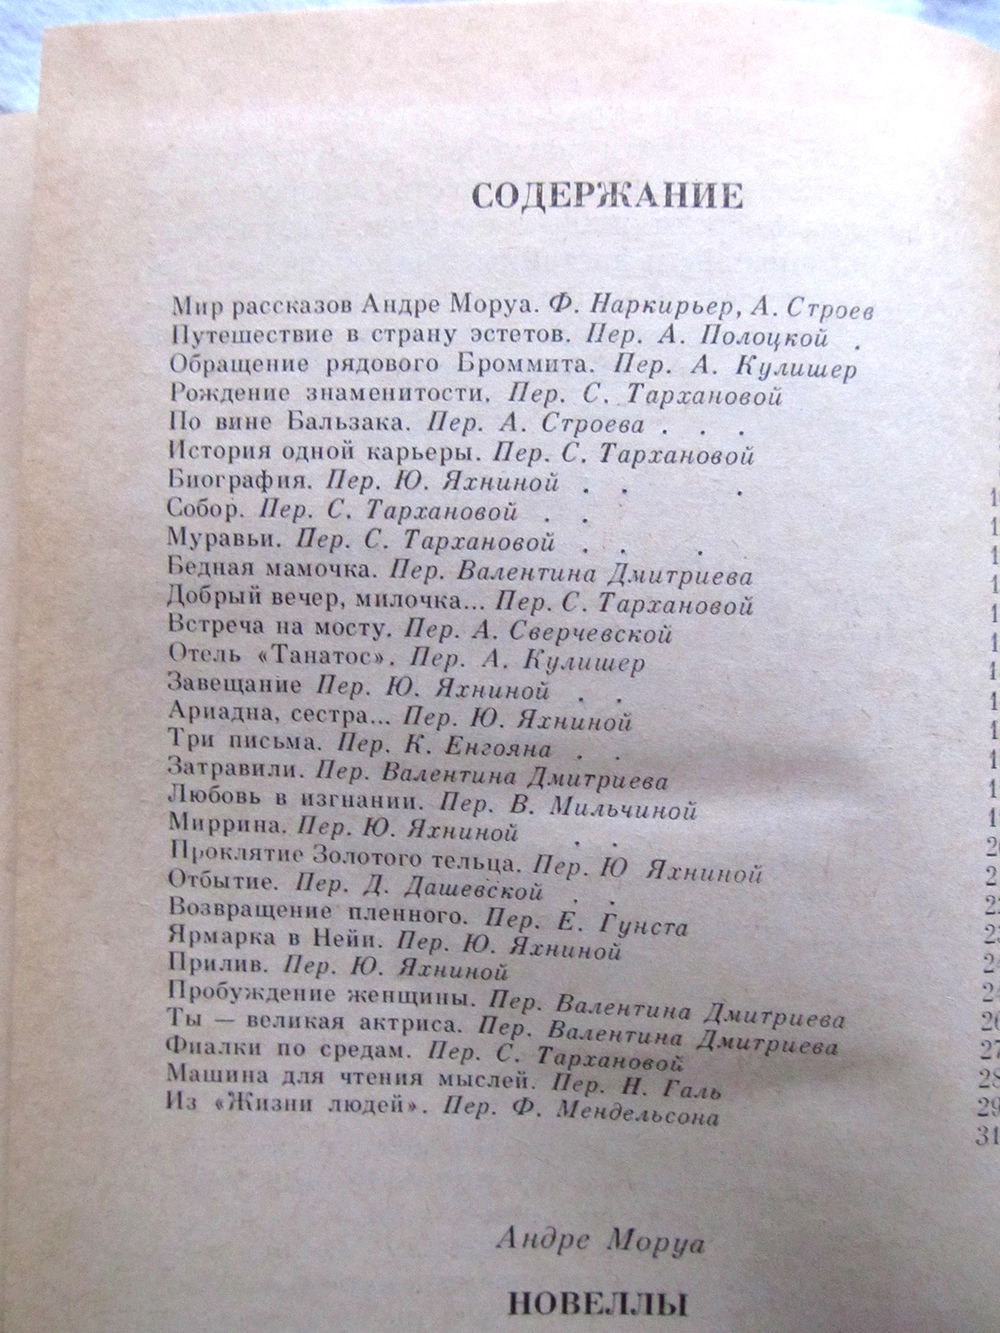 СОДЕРЖАНИЕ
Мир рассказов Андре Моруа. Ф. Наркирьер, А. Строев
Путешествие в страну эстетов. Пер. А. Полоцкой .
Обращение рядового Броммита. Пер. А. Кулишер
Рождение знаменитости. Пер. С. Тархановой
По вине Бальзака. Пер. А. Строева . . .
История одной карьеры. Пер. С. Тархановой
Биография. Пер. Ю. Яхниной . . .
Собор. Пер. С. Тархановой . .
Муравьи. Пер. С. Тархановой . . .
Бедная мамочка. Пер. Валентина Дмитриева
Добрый вечер, милочка... Пер. С. Тархановой
Встреча на мосту. Пер. А. Сверчевской
Отель «Танатос». Пер. А. Кулишер
Завещание Пер. Ю. Яхниной . .
Ариадна, сестра... Пер. Ю. Яхниной
Три письма. Пер. К. Енгояна . .
Затравили. Пер. Валентина Дмитриева
Любовь в изгнании. Пер. В. Мильчиной
Миррина. Пер. Ю. Яхниной . .
Проклятие Золотого тельца. Пер. Ю Яхниной
Отбытие. Пер. Д. Дашевской . .
Возвращение пленного. Пер. Е. Гунста
Ярмарка в Нейи. Пер. Ю. Яхниной
Прилив. Пер. Ю. Яхниной
Пробуждение женщины. Пер. Валентина Дмитриева
Ты — великая актриса. Пер. Валентина Дмитриева
Фиалки по средам. Пер. С. Тархановой
Машина для чтения мыслей. Пер. Н. Галь
Из «Жизни людей». Пер. Ф. Мендельсона
Андре Моруа
НОВЕЛЛЫ